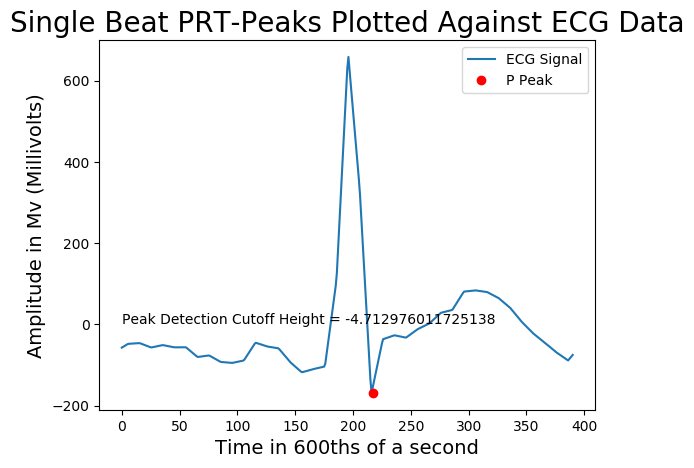 Single Beat PRT-Peaks Plotted Against ECG Data
ECG Signal
P Peak
Amplitude in Mv (Millivolts)
600
400
200
0
−200
Peak Detection Cutoff Height = -4.712976011725138
0 50 100 150 200 250 300 350 400
Time in 600ths of a second